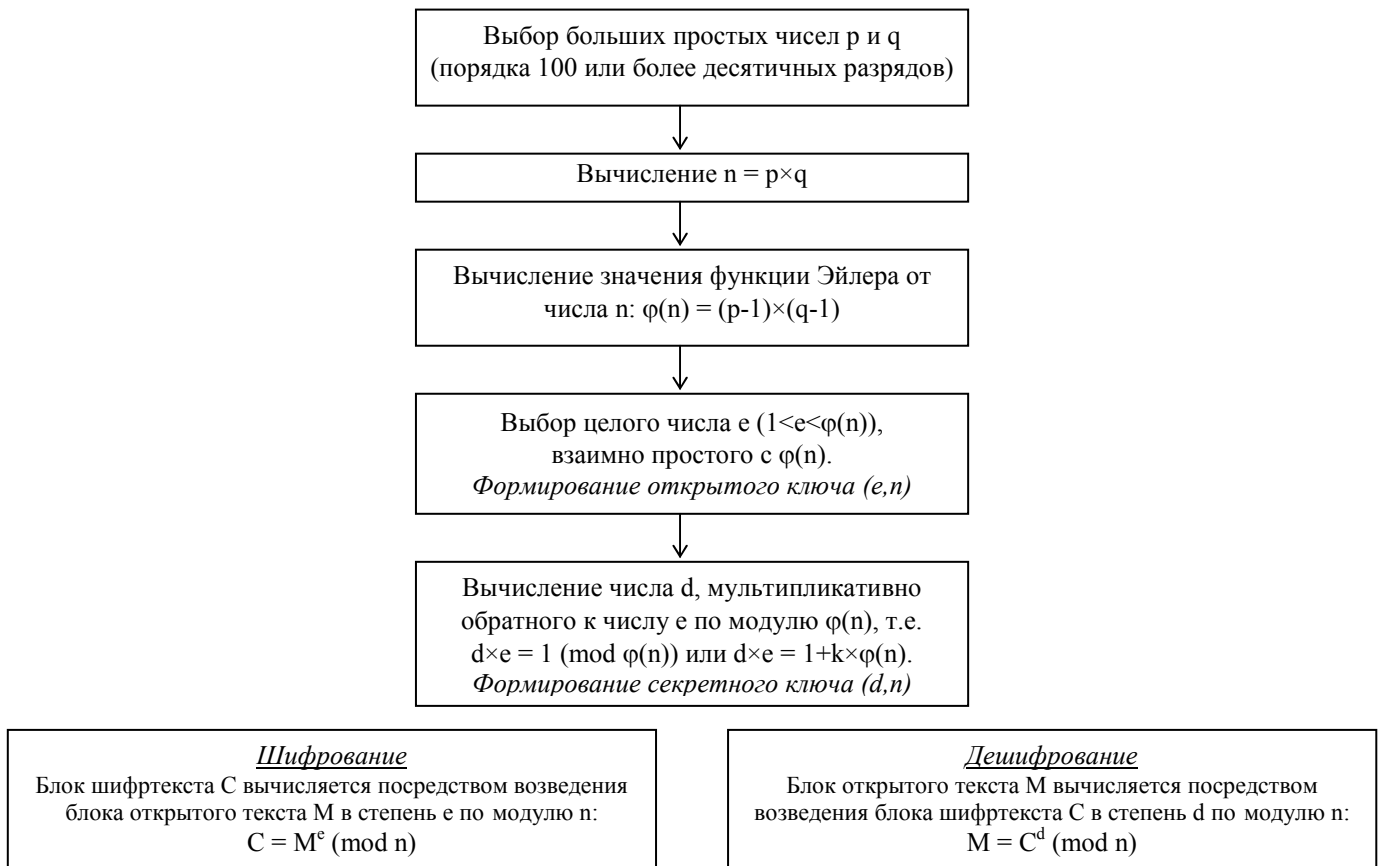 Выбор больших простых чисел p и q
(порядка 100 или более десятичных разрядов)
Вычисление n = p×q
Вычисление значения функции Эйлера от
числа n: φ(n) = (p-1)×(q-1)
Выбор целого числа e (1<e<φ(n)),
взаимно простого с φ(n).
Формирование открытого ключа (e,n)
Вычисление числа d, мультипликативно
обратного к числу e по модулю φ(n), т.е.
d×e = 1 (mod φ(n)) или d×e = 1+k×φ(n).
Формирование секретного ключа (d,n)
Шифрование
Блок шифртекста C вычисляется посредством возведения
блока открытого текста M в степень e по модулю n:
C = M^e (mod n)
Дешифрование
Блок открытого текста M вычисляется посредством
возведения блока шифртекста C в степень d по модулю n:
M = C^d (mod n)